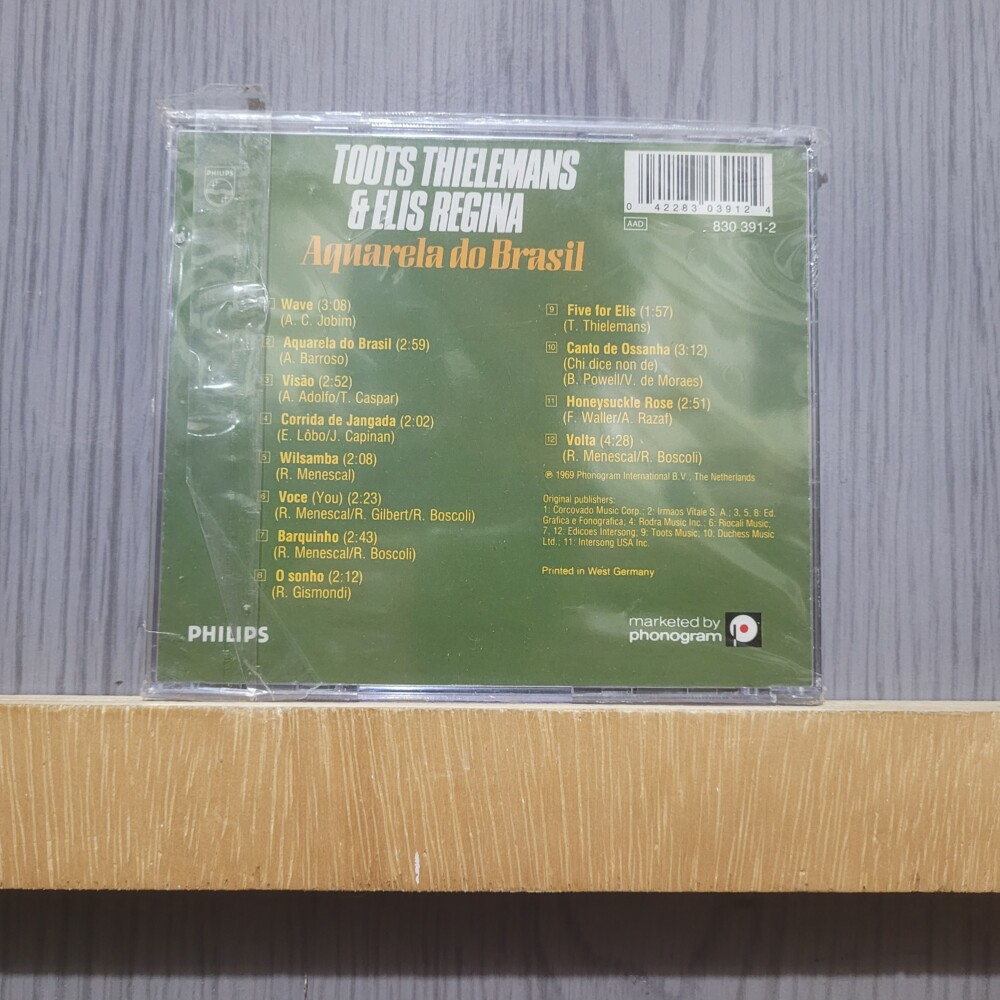 PHILIPS
TOOTS THIELEMANS
& ELIS REGINA
Aquarela do Brasil
0 42283 03912 4
AAD
830 391-2
Wave (3:08)
(A. C. Jobim)
2 Aquarela do Brasil (2:59)
(A. Barroso)
3 Visão (2:52)
(A. Adolfo/T. Caspar)
4 Corrida de Jangada (2:02)
(E. Lôbo/J. Capinan)
5 Wilsamba (2:08)
(R. Menescal)
6 Voce (You) (2:23)
(R. Menescal/R. Gilbert/R. Boscoli)
7 Barquinho (2:43)
(R. Menescal/R. Boscoli)
8 O sonho (2:12)
(R. Gismondi)
9 Five for Elis (1:57)
(T. Thielemans)
10 Canto de Ossanha (3:12)
(Chi dice non de)
(B. Powell/V. de Moraes)
11 Honeysuckle Rose (2:51)
(F. Waller/A. Razaf)
12 Volta (4:28)
(R. Menescal/R. Boscoli)
℗ 1969 Phonogram International B.V., The Netherlands
Original publishers:
1: Corcovado Music Corp.; 2: Irmaos Vitale S. A.; 3, 5, 8: Ed.
Grafica e Fonografica; 4: Rodra Music Inc.; 6: Riocali Music;
7, 12: Edicoes Intersong; 9: Toots Music; 10: Duchess Music
Ltd.; 11: Intersong USA Inc.
Printed in West Germany
PHILIPS
marketed by
phonogram